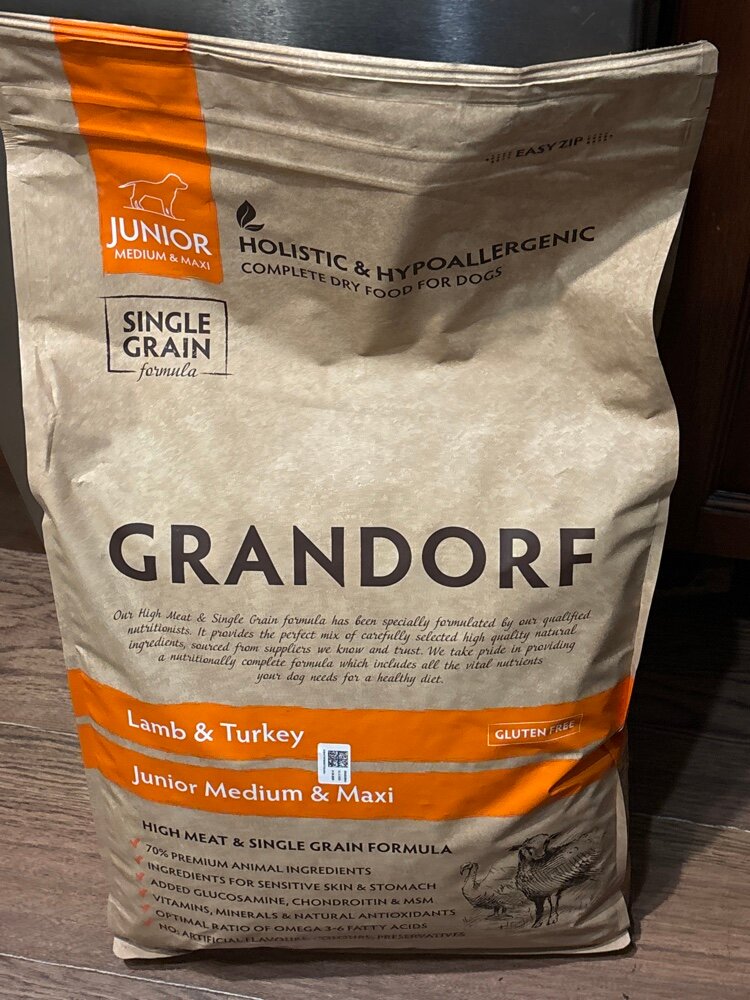 EASY ZIP
JUNIOR
MEDIUM & MAXI
HOLISTIC & HYPOALLERGENIC
COMPLETE DRY FOOD FOR DOGS
SINGLE
GRAIN
formula
GRANDORF
Our High Meat & Single Grain formula has been specially formulated by our qualified
nutritionists. It provides the perfect mix of carefully selected high quality natural
ingredients, sourced from suppliers we know and trust. We take pride in providing
a nutritionally complete formula which includes all the vital nutrients
your dog needs for a healthy diet.
Lamb & Turkey
GLUTEN FREE
Junior Medium & Maxi
HIGH MEAT & SINGLE GRAIN FORMULA
70% PREMIUM ANIMAL INGREDIENTS
INGREDIENTS FOR SENSITIVE SKIN & STOMACH
ADDED GLUCOSAMINE, CHONDROITIN & MSM
VITAMINS, MINERALS & NATURAL ANTIOXIDANTS
OPTIMAL RATIO OF OMEGA 3-6 FATTY ACIDS
NO: ARTIFICIAL FLAVOURS, COLOURS, PRESERVATIVES